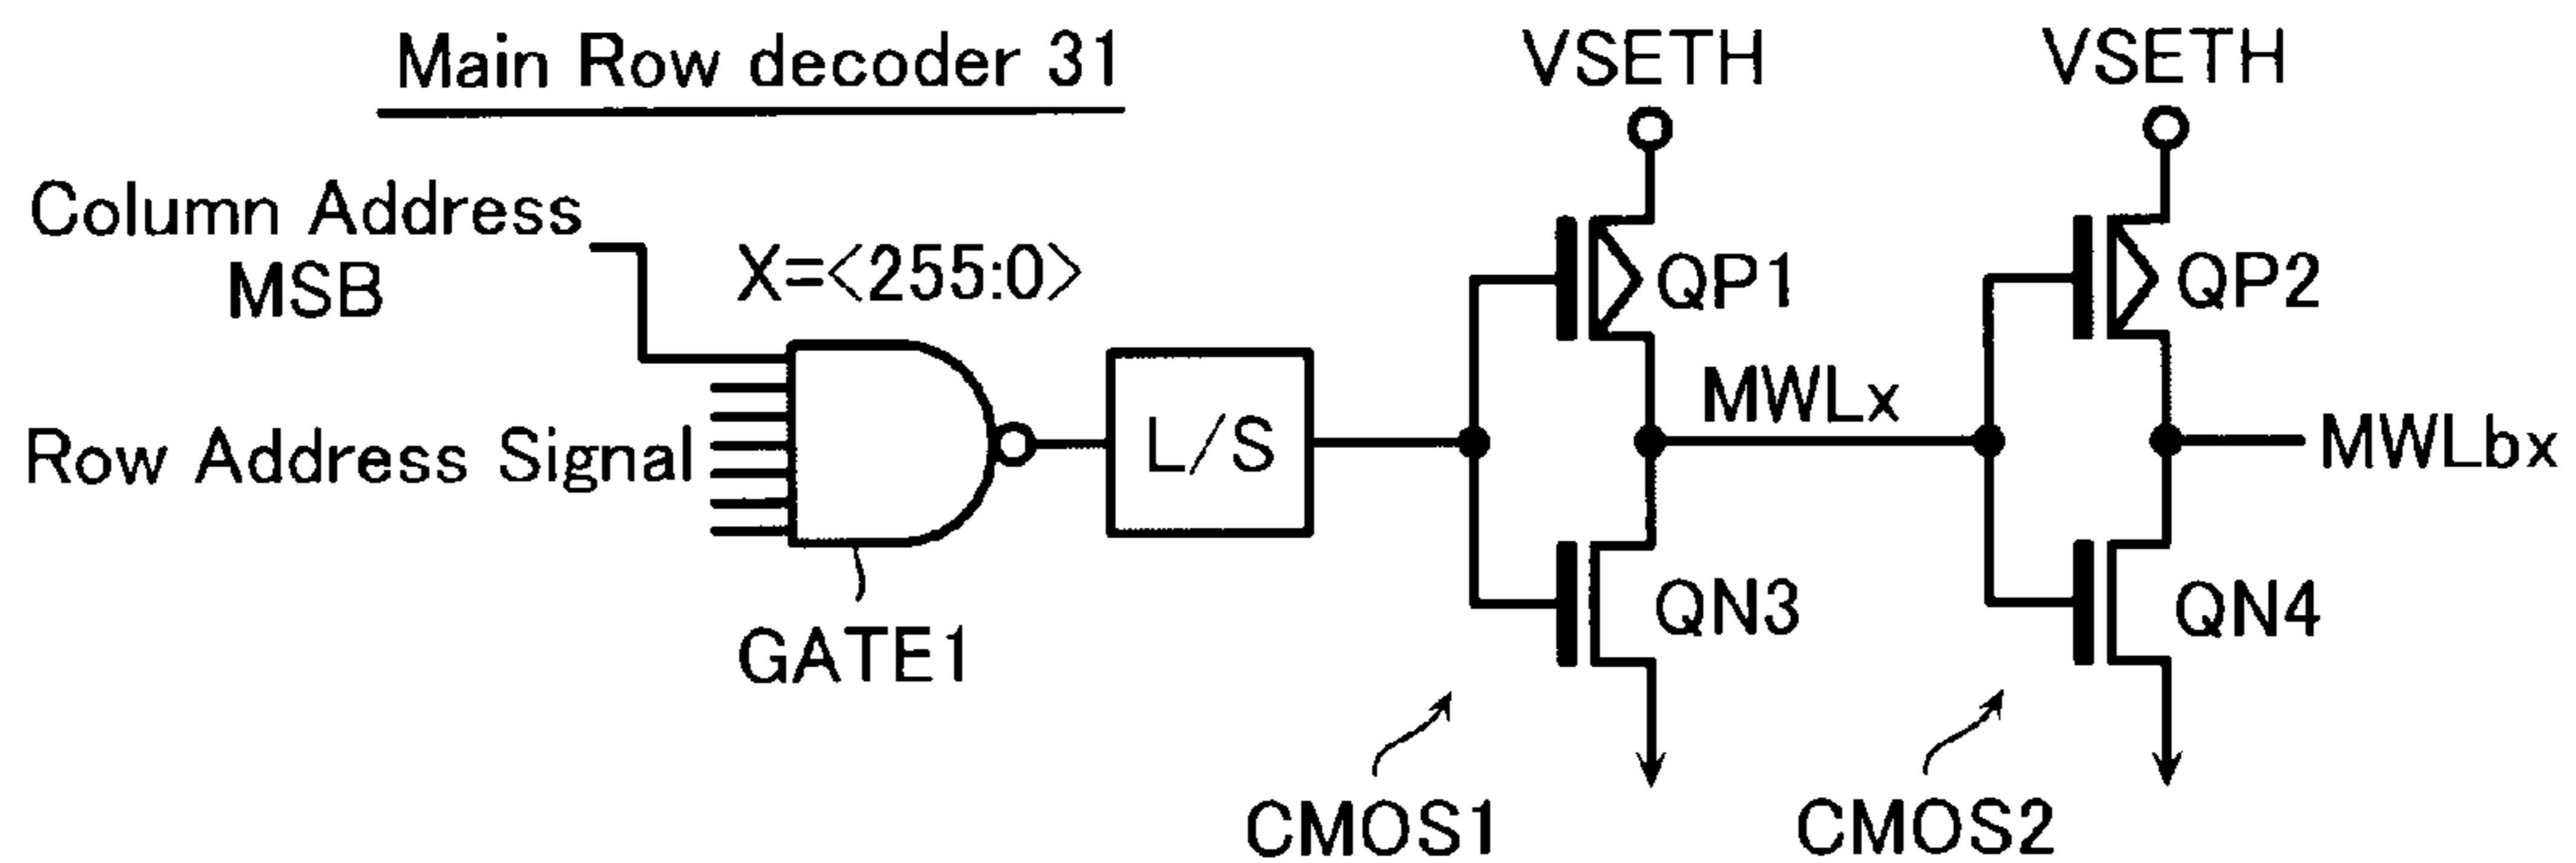 Main Row decoder 31
VSETH
VSETH
Column Address
MSB
X=<255:0>
QP1
QP2
MWLx
Row Address Signal
L/S
MWLbx
QN3
QN4
GATE1
CMOS1
CMOS2